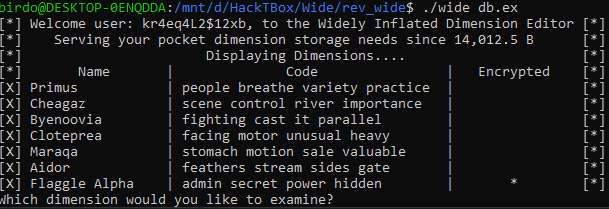 birdo@DESKTOP-0ENQDDA:/mnt/d/HackTBox/Wide/rev_wide$ ./wide db.ex
[*] Welcome user: kr4eq4L2$12xb, to the Widely Inflated Dimension Editor [*]
[*]    Serving your pocket dimension storage needs since 14,012.5 B      [*]
[*]                       Displaying Dimensions....                      [*]
[*]       Name       |              Code                |   Encrypted    [*]
[X] Primus         | people breathe variety practice  |                [*]
[X] Cheagaz        | scene control river importance   |                [*]
[X] Byenoovia      | fighting cast it parallel        |                [*]
[X] Cloteprea      | facing motor unusual heavy       |                [*]
[X] Maraqa         | stomach motion sale valuable     |                [*]
[X] Aidor          | feathers stream sides gate       |                [*]
[X] Flaggle Alpha  | admin secret power hidden        |       *        [*]
Which dimension would you like to examine?